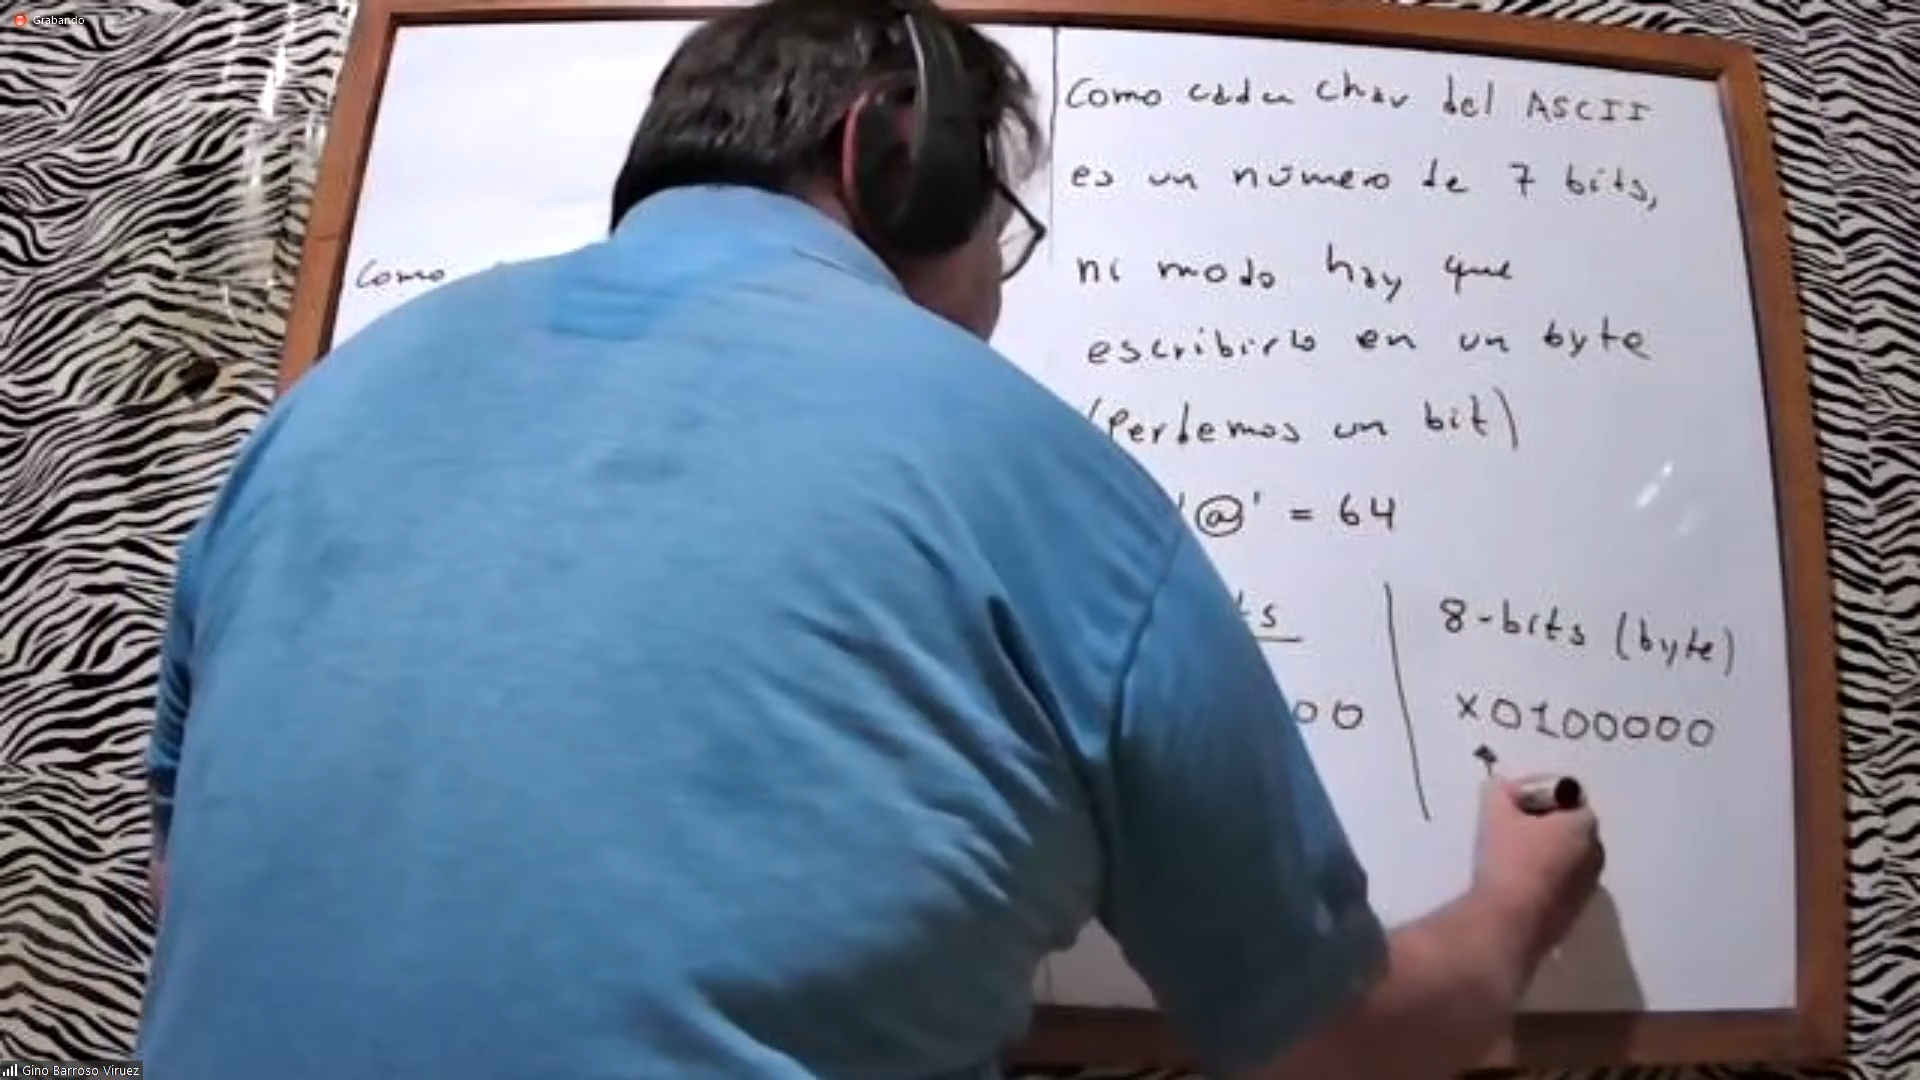 Grabando
Como
Como cada char del ASCII
es un número de 7 bits,
ni modo hay que
escribirlo en un byte
(Perdemos un bit)
'@' = 64
ts
8-bits (byte)
00
x0100000
Gino Barroso Viruez